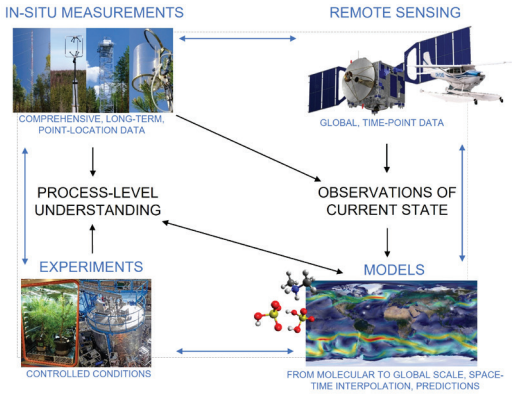 IN-SITU MEASUREMENTS
REMOTE SENSING
COMPREHENSIVE, LONG-TERM,
POINT-LOCATION DATA
GLOBAL, TIME-POINT DATA
PROCESS-LEVEL
UNDERSTANDING
OBSERVATIONS OF
CURRENT STATE
EXPERIMENTS
MODELS
CONTROLLED CONDITIONS
FROM MOLECULAR TO GLOBAL SCALE, SPACE-
TIME INTERPOLATION, PREDICTIONS